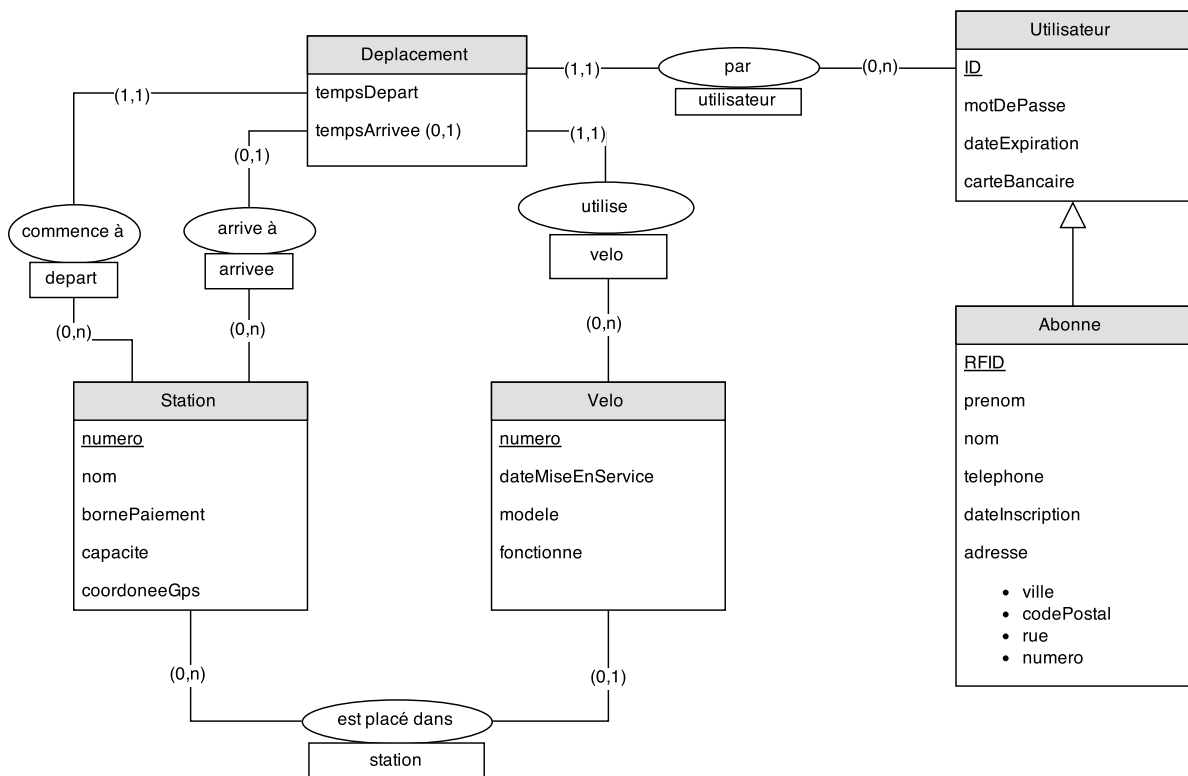 Deplacement
tempsDepart
tempsArrivee (0,1)
(1,1)
par
utilisateur
(0,n)
Utilisateur
ID
motDePasse
dateExpiration
carteBancaire
(1,1)
commence à
depart
(0,n)
(0,1)
arrive à
arrivee
(0,n)
(1,1)
utilise
velo
(0,n)
Station
numero
nom
bornePaiement
capacite
coordoneeGps
Velo
numero
dateMiseEnService
modele
fonctionne
Abonne
RFID
prenom
nom
telephone
dateInscription
adresse
• ville
• codePostal
• rue
• numero
(0,n)
(0,1)
est placé dans
station